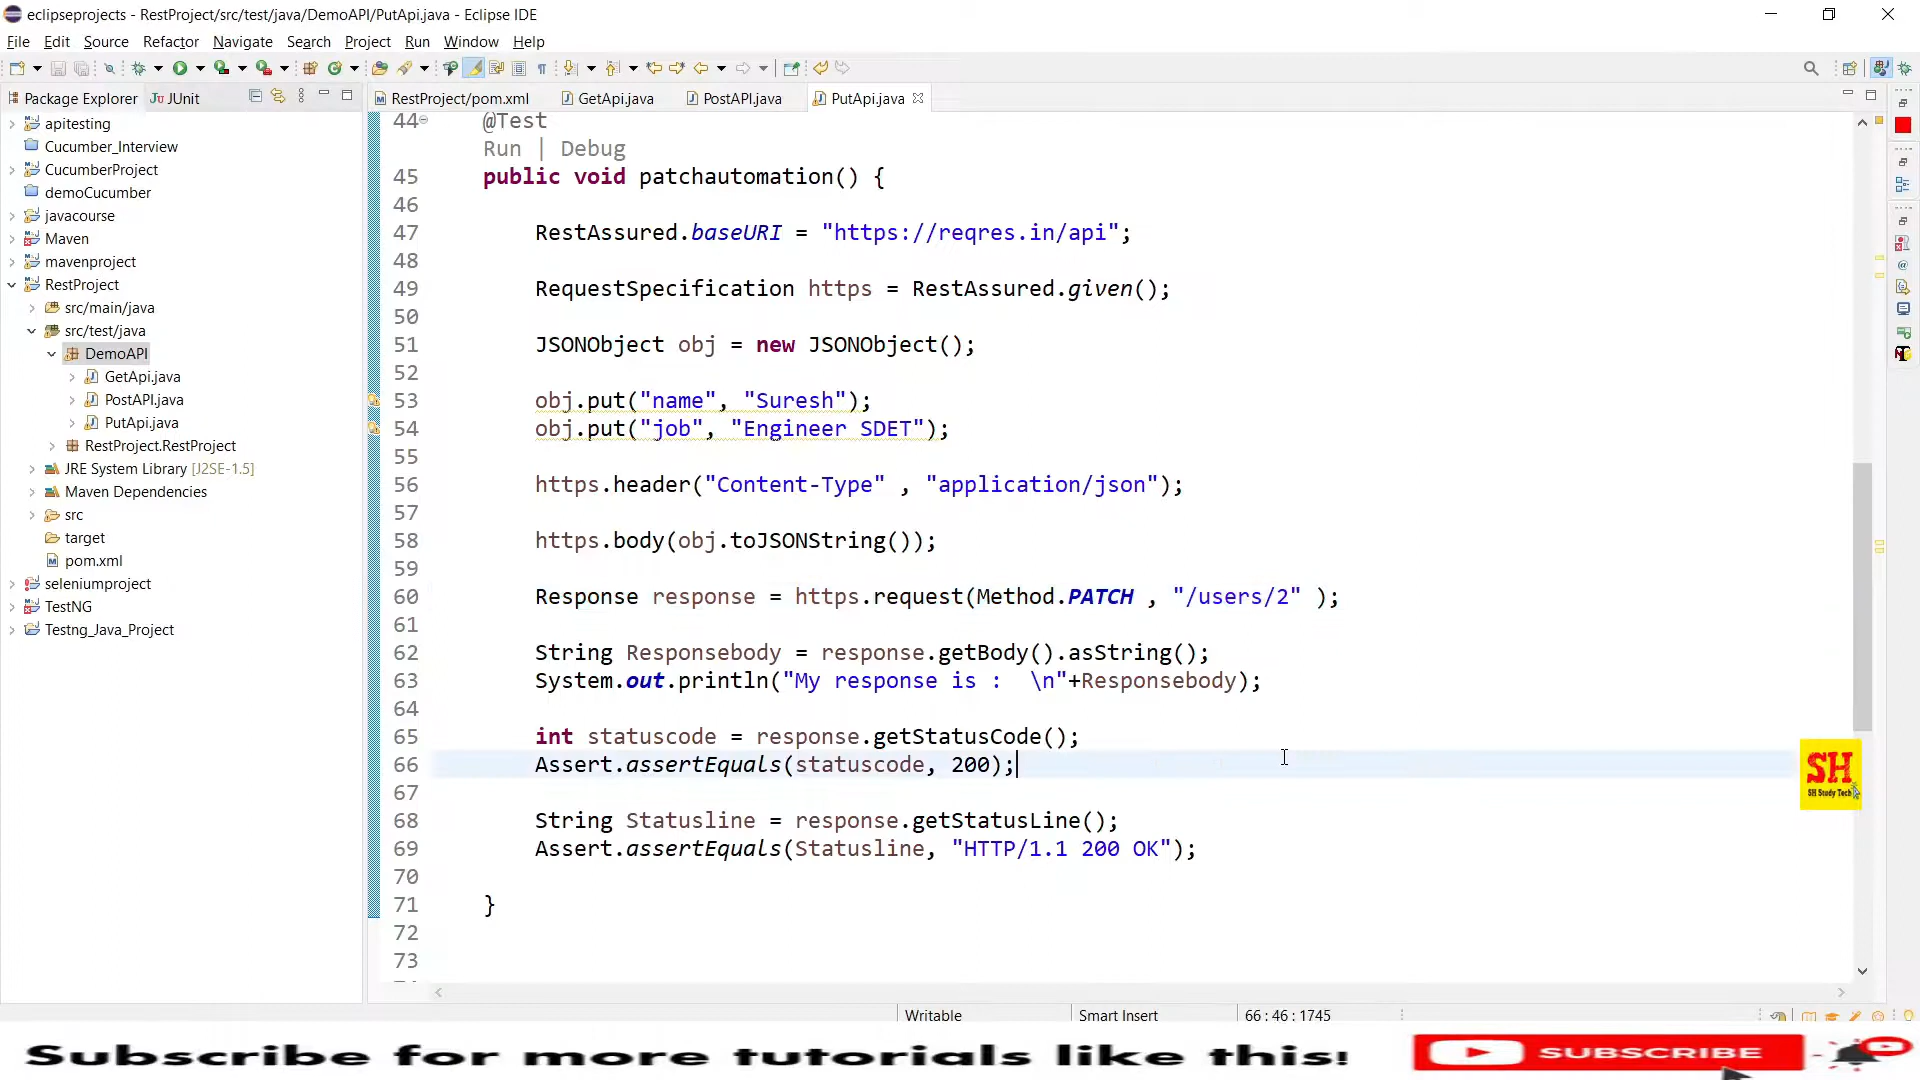 eclipseprojects - RestProject/src/test/java/DemoAPI/PutApi.java - Eclipse IDE
File Edit Source Refactor Navigate Search Project Run Window Help
Package Explorer JUnit
RestProject/pom.xml GetApi.java PostAPI.java PutApi.java
apitesting
Cucumber_Interview
CucumberProject
demoCucumber
javacourse
Maven
mavenproject
RestProject
src/main/java
src/test/java
DemoAPI
GetApi.java
PostAPI.java
PutApi.java
RestProject.RestProject
JRE System Library [J2SE-1.5]
Maven Dependencies
src
target
pom.xml
seleniumproject
TestNG
Testng_Java_Project
44 @Test
Run | Debug
45 public void patchautomation() {
46
47 RestAssured.baseURI = "https://reqres.in/api";
48
49 RequestSpecification https = RestAssured.given();
50
51 JSONObject obj = new JSONObject();
52
53 obj.put("name", "Suresh");
54 obj.put("job", "Engineer SDET");
55
56 https.header("Content-Type" , "application/json");
57
58 https.body(obj.toJSONString());
59
60 Response response = https.request(Method.PATCH , "/users/2" );
61
62 String Responsebody = response.getBody().asString();
63 System.out.println("My response is :  \n"+Responsebody);
64
65 int statuscode = response.getStatusCode();
66 Assert.assertEquals(statuscode, 200);
67
68 String Statusline = response.getStatusLine();
69 Assert.assertEquals(Statusline, "HTTP/1.1 200 OK");
70
71 }
72
73
SH
SH Study Tech
Writable Smart Insert 66 : 46 : 1745
Subscribe for more tutorials like this! SUBSCRIBE